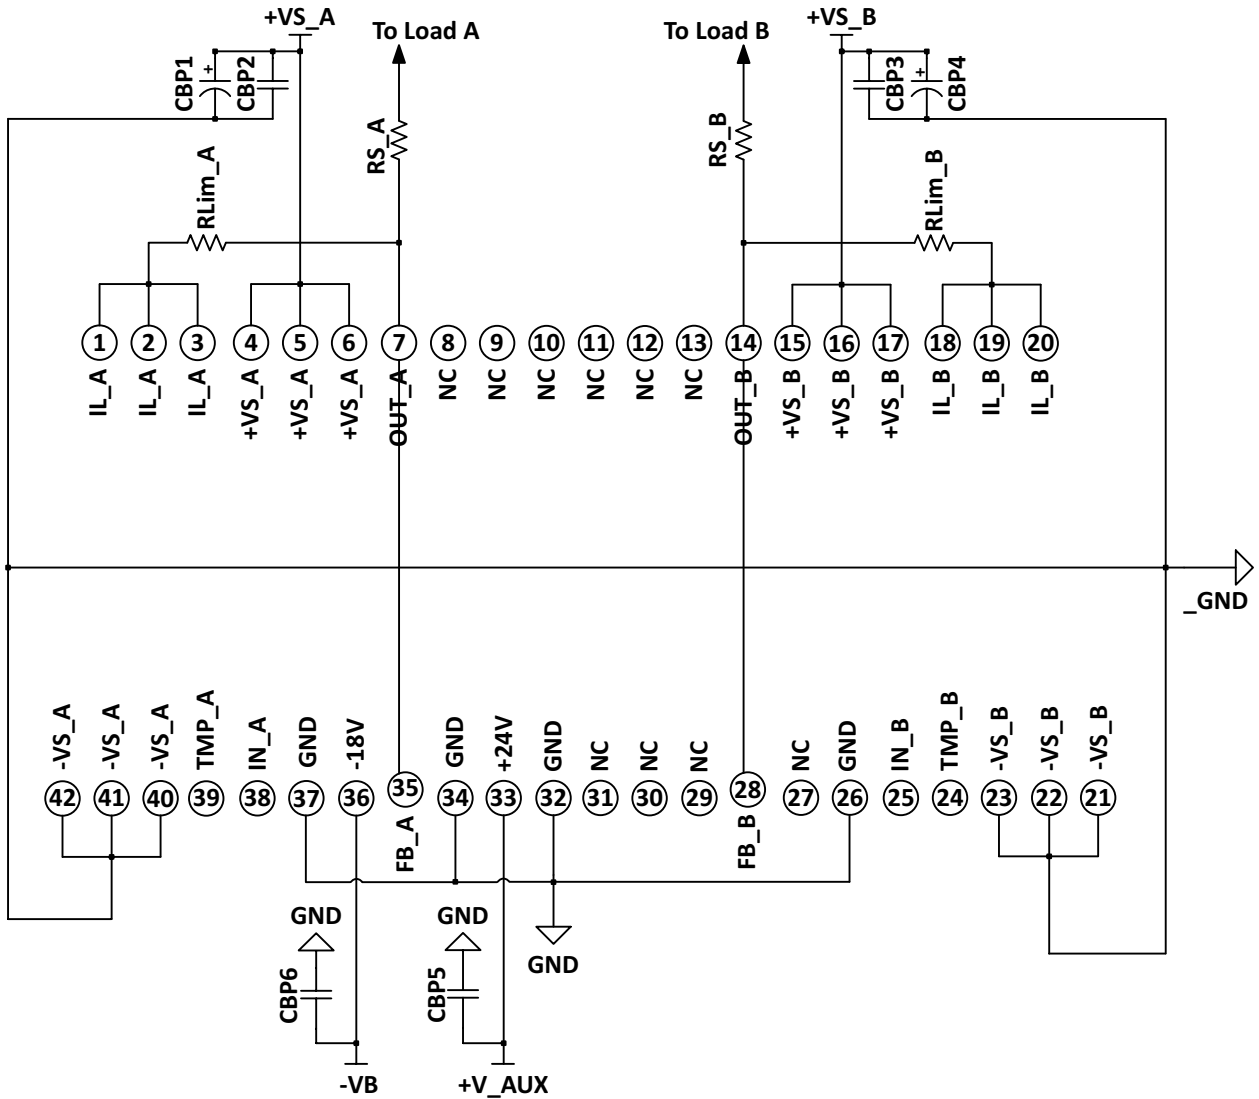 +VS_A
To Load A
To Load B
+VS_B
CBP1
+
CBP2
CBP3
+
CBP4
RS_A
RS_B
RLim_A
RLim_B
1 2 3 4 5 6 7 8 9 10 11 12 13 14 15 16 17 18 19 20
IL_A IL_A IL_A +VS_A +VS_A +VS_A OUT_A NC NC NC NC NC NC OUT_B +VS_B +VS_B +VS_B IL_B IL_B IL_B
_GND
-VS_A -VS_A -VS_A TMP_A IN_A GND -18V GND +24V GND NC NC NC NC GND IN_B TMP_B -VS_B -VS_B -VS_B
42 41 40 39 38 37 36 35 34 33 32 31 30 29 28 27 26 25 24 23 22 21
FB_A FB_B
GND
GND
GND
CBP6
CBP5
-VB
+V_AUX